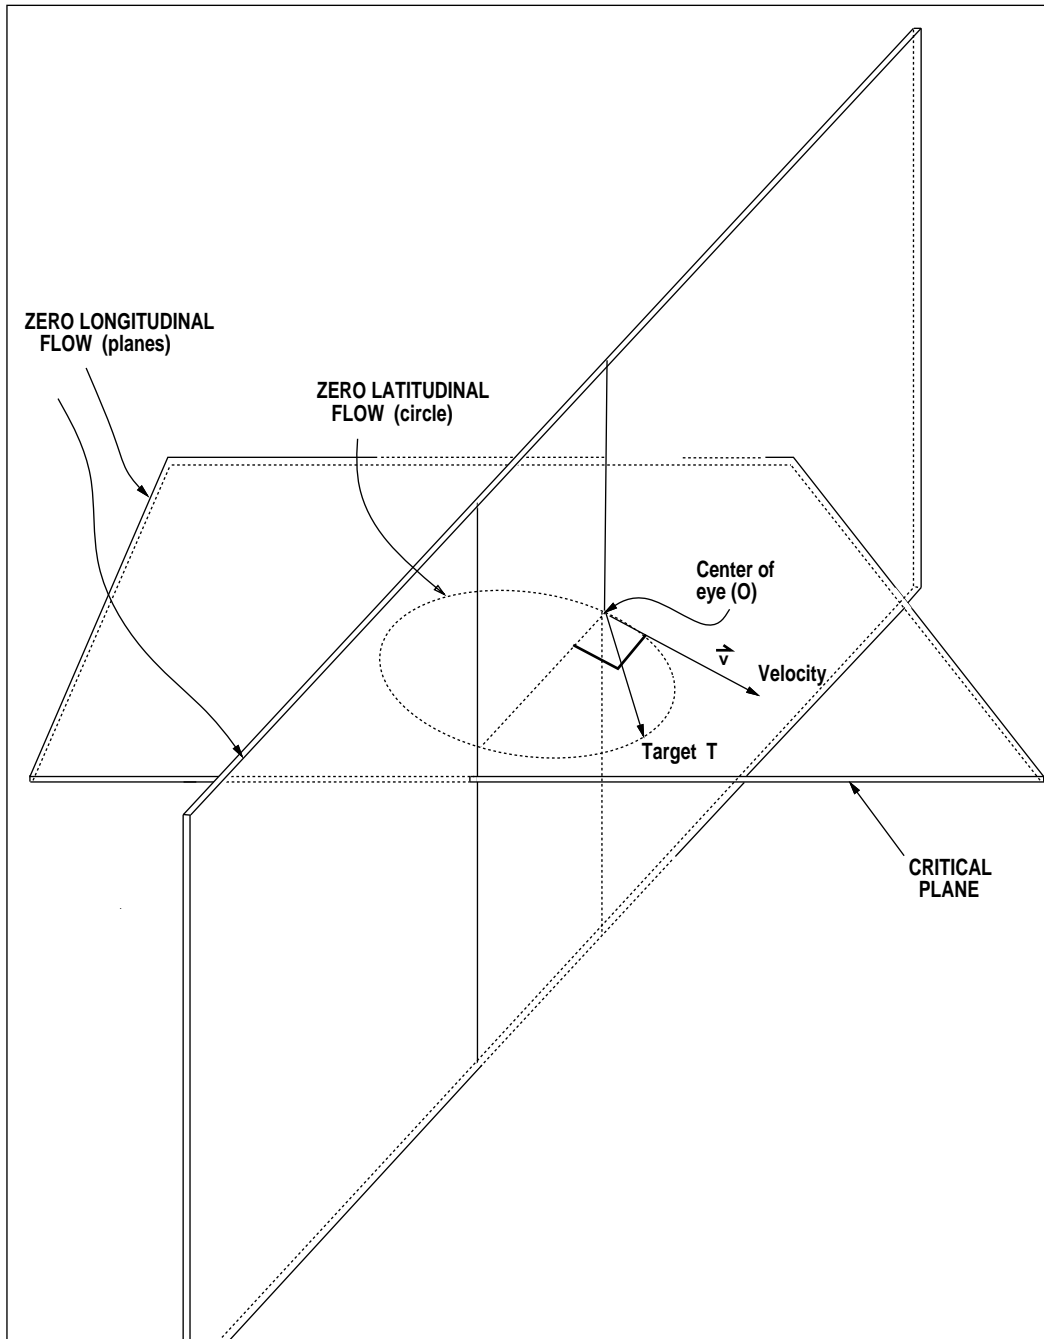 ZERO LONGITUDINAL
FLOW (planes)
ZERO LATITUDINAL
FLOW (circle)
Center of
eye (O)
v
Velocity
Target T
CRITICAL
PLANE